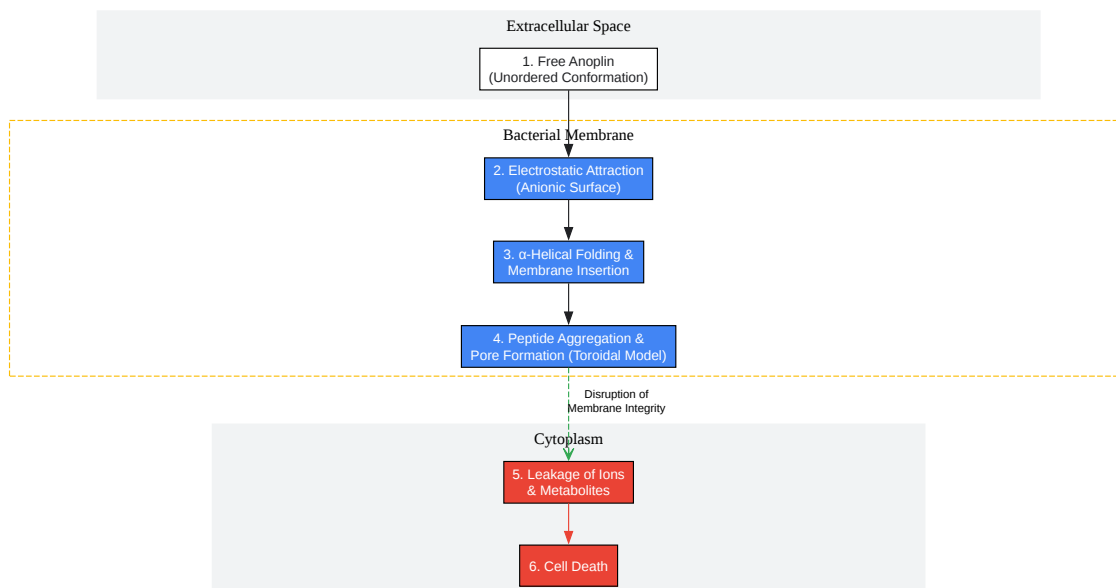 Extracellular Space
1. Free Anoplin
(Unordered Conformation)
Bacterial Membrane
2. Electrostatic Attraction
(Anionic Surface)
3. α-Helical Folding &
Membrane Insertion
4. Peptide Aggregation &
Pore Formation (Toroidal Model)
Disruption of
Membrane Integrity
Cytoplasm
5. Leakage of Ions
& Metabolites
6. Cell Death